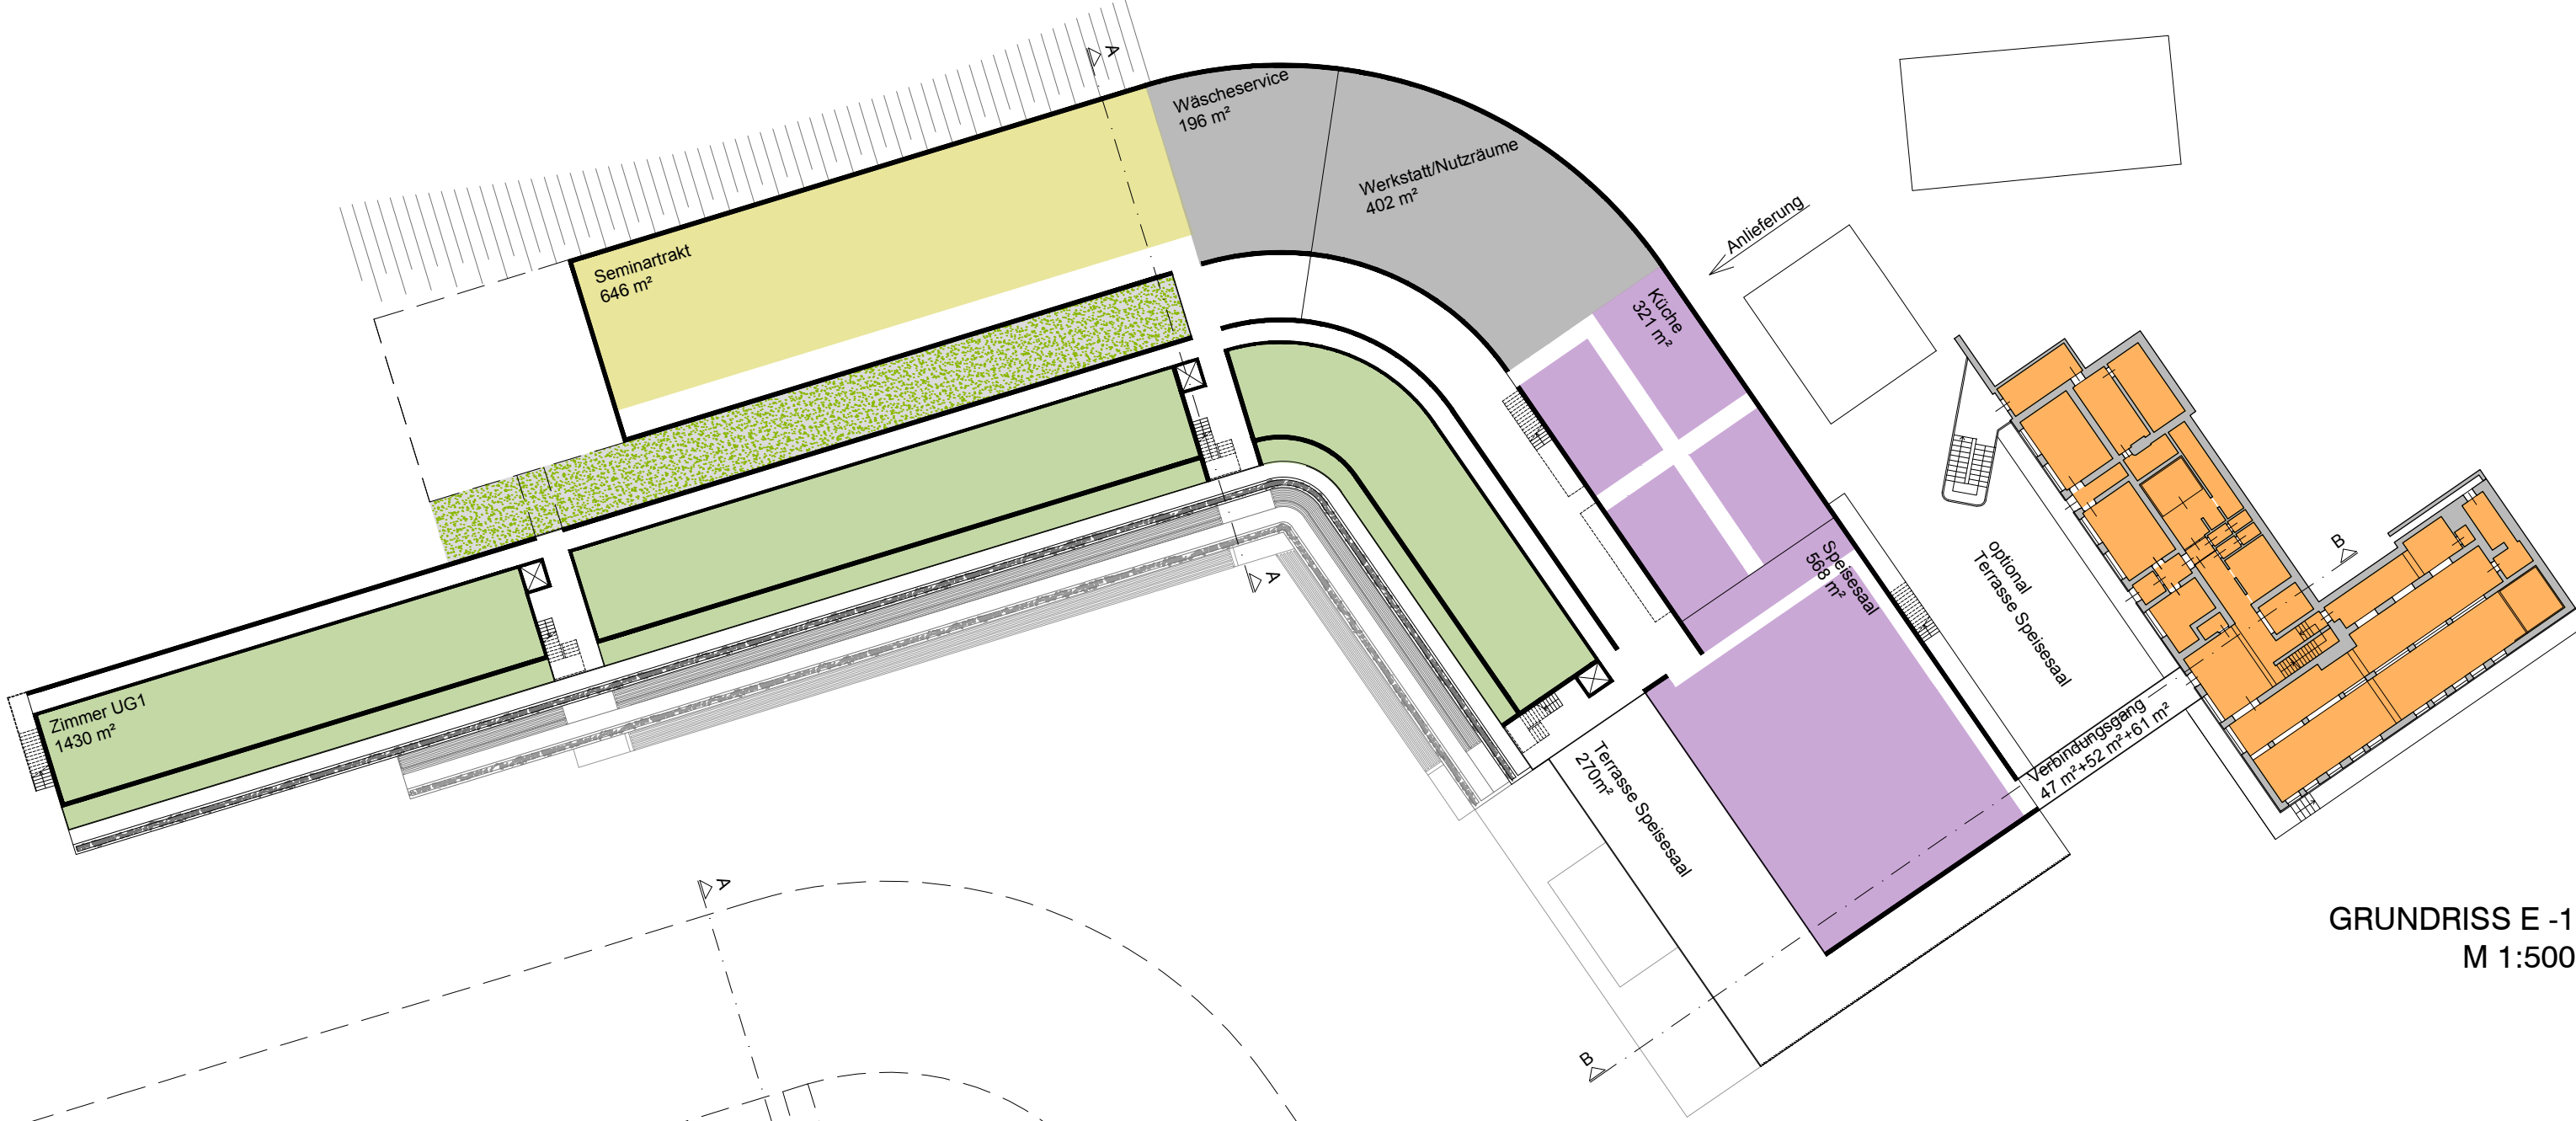 A
Wäscheservice
196 m²
Werkstatt/Nutzräume
402 m²
Anlieferung
Seminartrakt
646 m²
Küche
321 m²
Speisesaal
568 m²
optional
Terrasse Speisesaal
B
A
Zimmer UG1
1430 m²
Verbindungsgang
47 m²+52 m²+61 m²
Terrasse Speisesaal
270m²
A
B
GRUNDRISS E -1
M 1:500